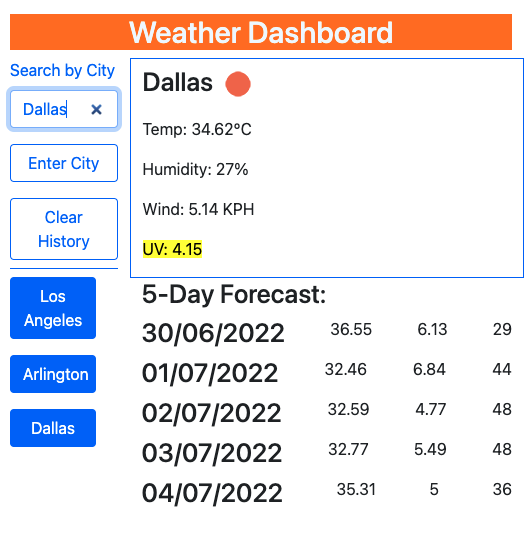 Weather Dashboard
Search by City
Dallas
Enter City
Clear
History
Los
Angeles
Arlington
Dallas
Dallas
Temp: 34.62°C
Humidity: 27%
Wind: 5.14 KPH
UV: 4.15
5-Day Forecast:
30/06/2022 36.55 6.13 29
01/07/2022 32.46 6.84 44
02/07/2022 32.59 4.77 48
03/07/2022 32.77 5.49 48
04/07/2022 35.31 5 36